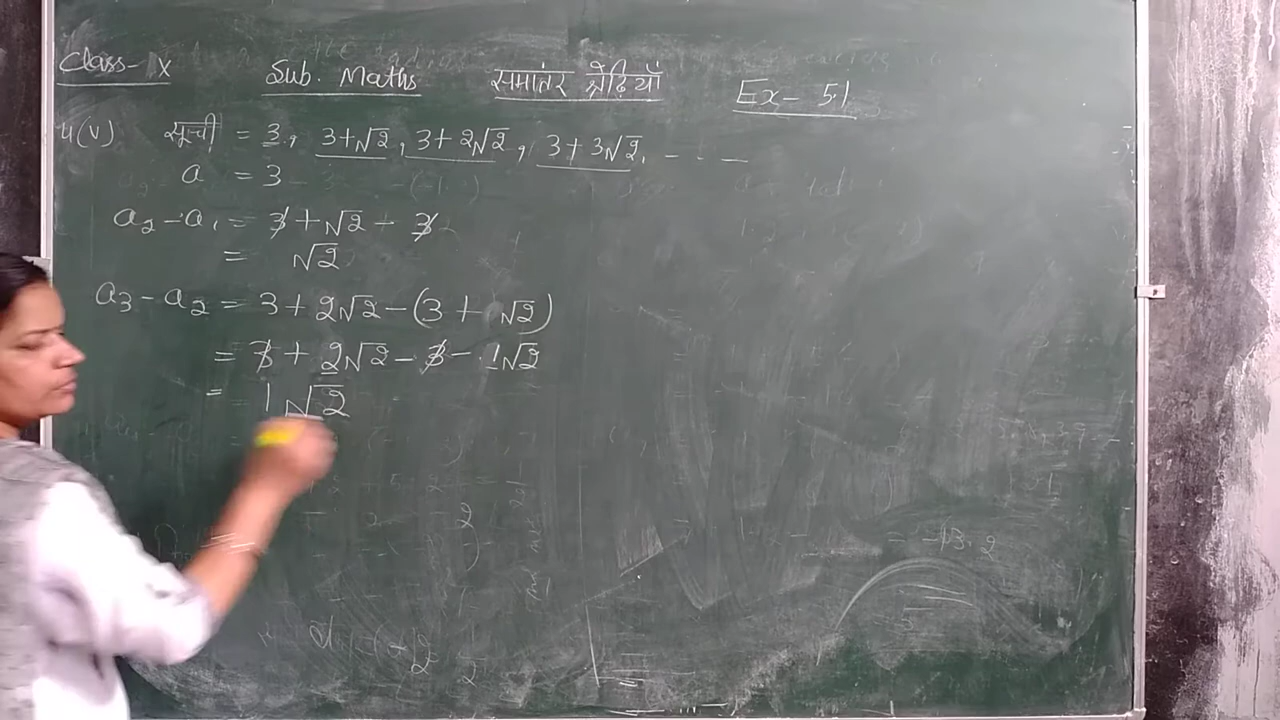 Class- X Sub. Maths समांतर श्रेढ़ियाँ Ex- 5.1
4(v) सूची = 3, 3+√2, 3+2√2, 3+3√2, - - -
a = 3
a₂-a₁ = 3+√2-3
= √2
a₃-a₂ = 3+2√2-(3+√2)
= 3+2√2-3-1√2
= 1√2